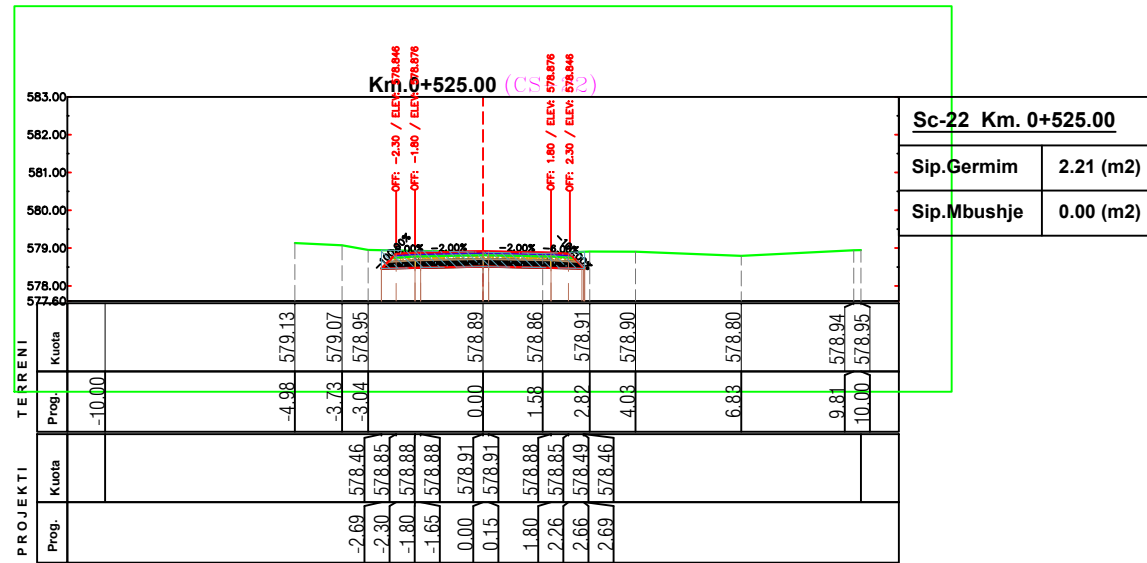 Km.0+525.00 (CS-22)
OFF: -2.30 / ELEV: 578.846
OFF: -1.80 / ELEV: 578.876
OFF: 1.80 / ELEV: 578.876
OFF: 2.30 / ELEV: 578.846
583.00
582.00
581.00
580.00
579.00
578.00
577.60
-2.00% -2.00%
Sc-22 Km. 0+525.00
Sip.Germim 2.21 (m2)
Sip.Mbushje 0.00 (m2)
TERRENI
Kuota 579.13 579.07 578.95 578.89 578.86 578.91 578.90 578.80 578.94 578.95
Prog. -10.00 -4.98 -3.73 -3.04 0.00 1.58 2.82 4.03 6.83 9.81 10.00
PROJEKTI
Kuota 578.46 578.85 578.88 578.88 578.91 578.91 578.88 578.85 578.49 578.46
Prog. -2.69 -2.30 -1.80 -1.65 0.00 0.15 1.80 2.26 2.66 2.69